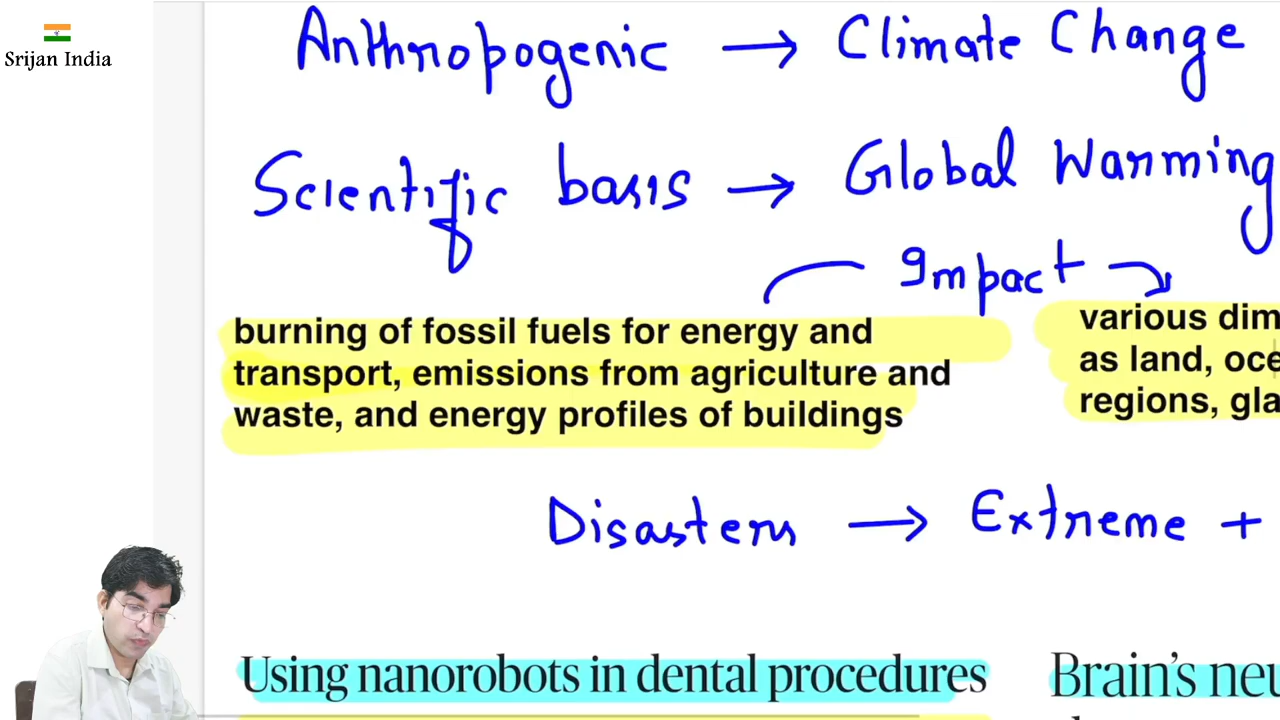 Srijan India
Anthropogenic → Climate Change
Scientific basis → Global Warming
Impact
burning of fossil fuels for energy and
transport, emissions from agriculture and
waste, and energy profiles of buildings
various dim
as land, oce
regions, gla
Disasters → Extreme +
Using nanorobots in dental procedures
Brain's neu